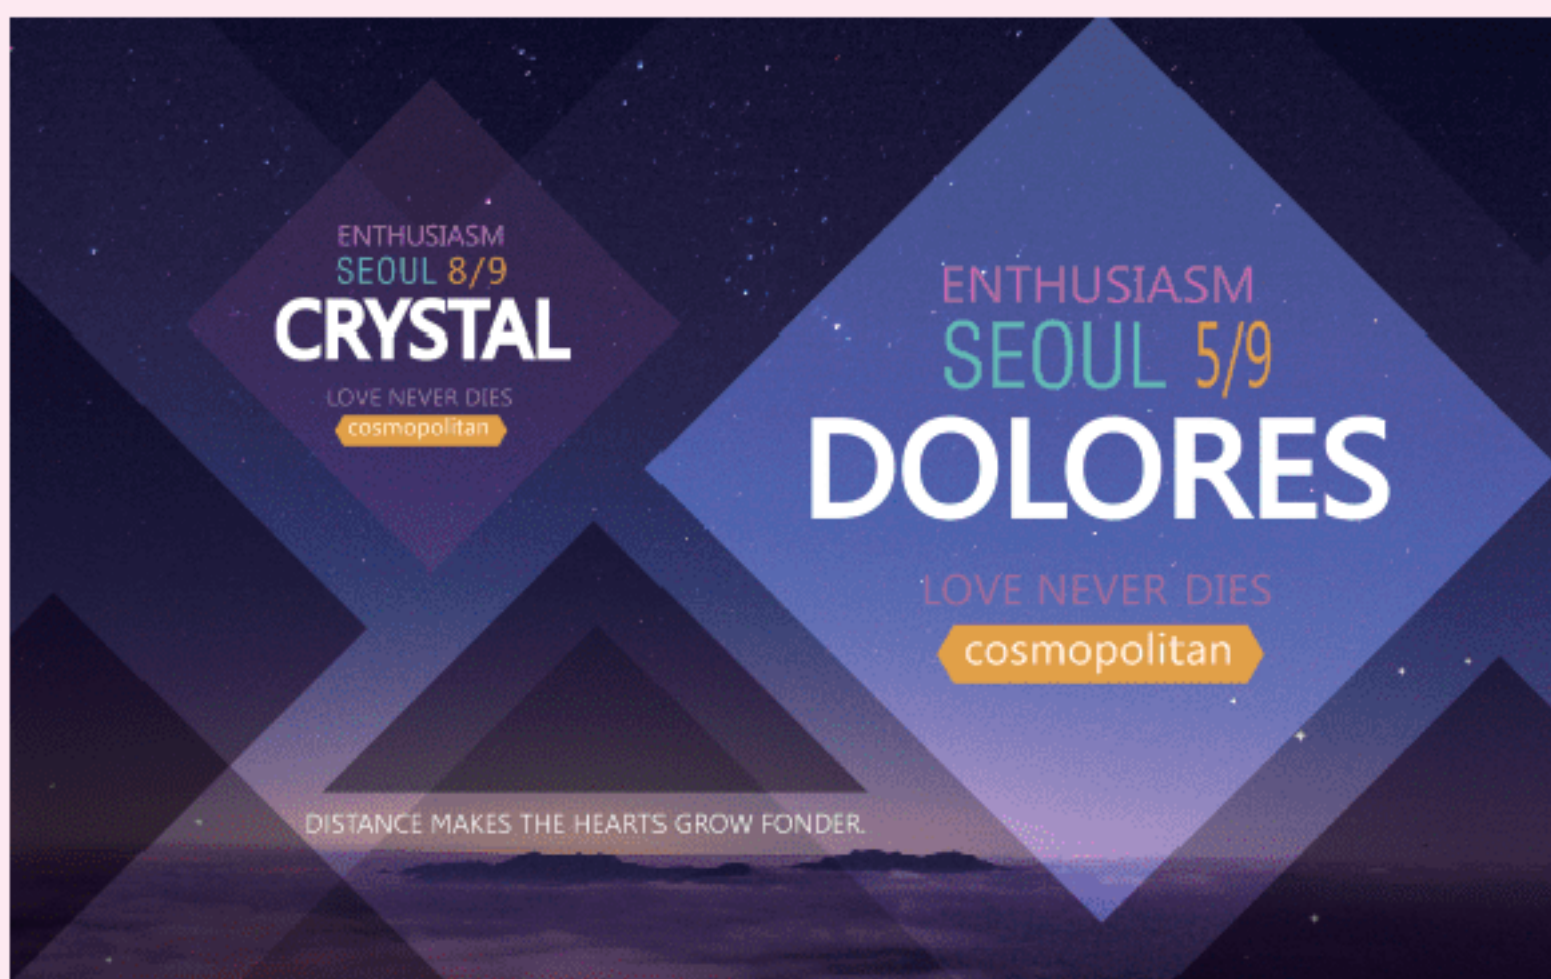 ENTHUSIASM
SEOUL 8/9
CRYSTAL
LOVE NEVER DIES
cosmopolitan
ENTHUSIASM
SEOUL 5/9
DOLORES
LOVE NEVER DIES
cosmopolitan
DISTANCE MAKES THE HEARTS GROW FONDER.